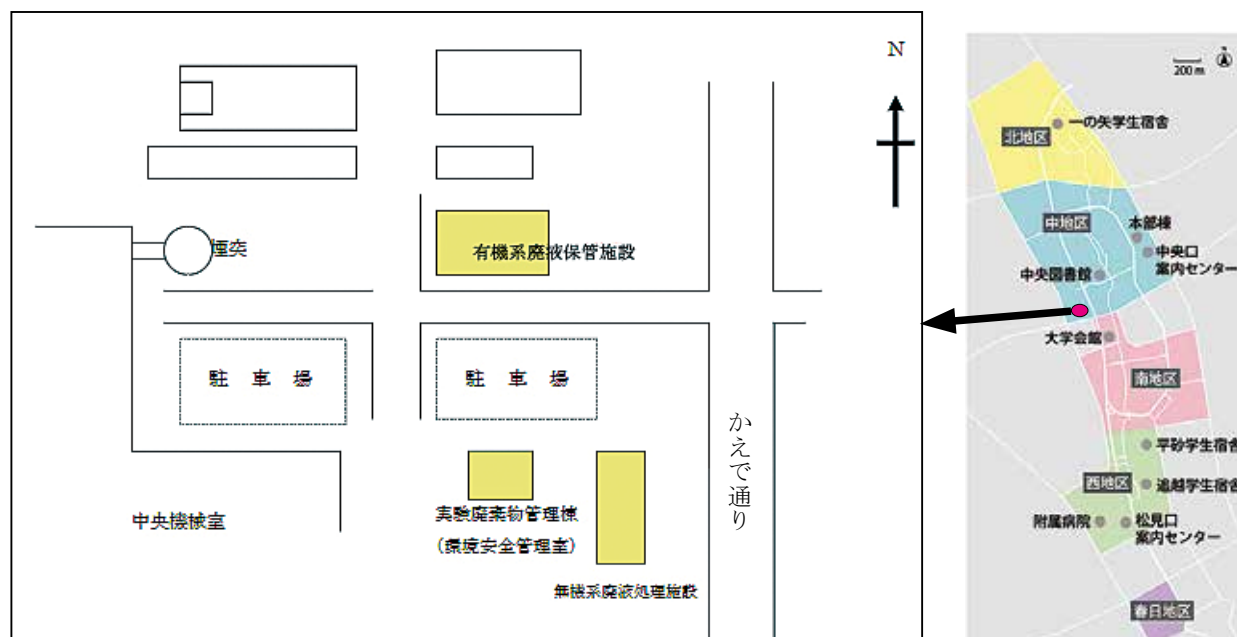 N
煙突
有機系廃液保管施設
駐 車 場
駐 車 場
かえで通り
実験廃棄物管理棟
(環境安全管理室)
中央機械室
無機系廃液処理施設
200 m
北地区
一の矢学生宿舎
中地区
本部棟
中央口
案内センター
中央図書館
大学会館
南地区
平砂学生宿舎
西地区
追越学生宿舎
附属病院
松見口
案内センター
春日地区